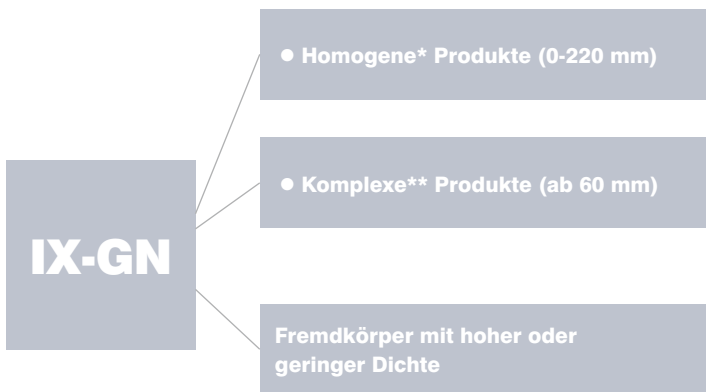 ● Homogene* Produkte (0-220 mm)
● Komplexe** Produkte (ab 60 mm)
IX-GN
Fremdkörper mit hoher oder
geringer Dichte